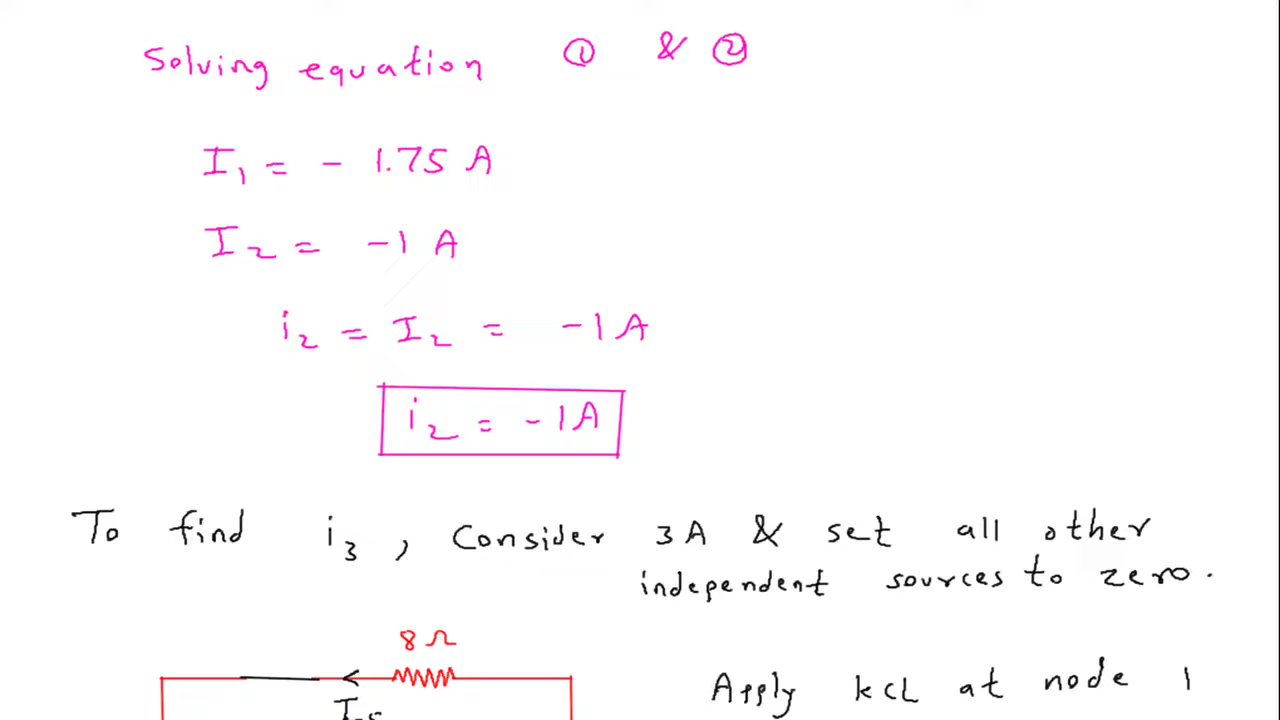 Solving equation ① & ②
I₁ = - 1.75 A
I₂ = -1 A
i₂ = I₂ = -1A
i₂ = -1A
To find i₃, Consider 3A & set all other
independent sources to zero.
8Ω
Apply KCL at node 1